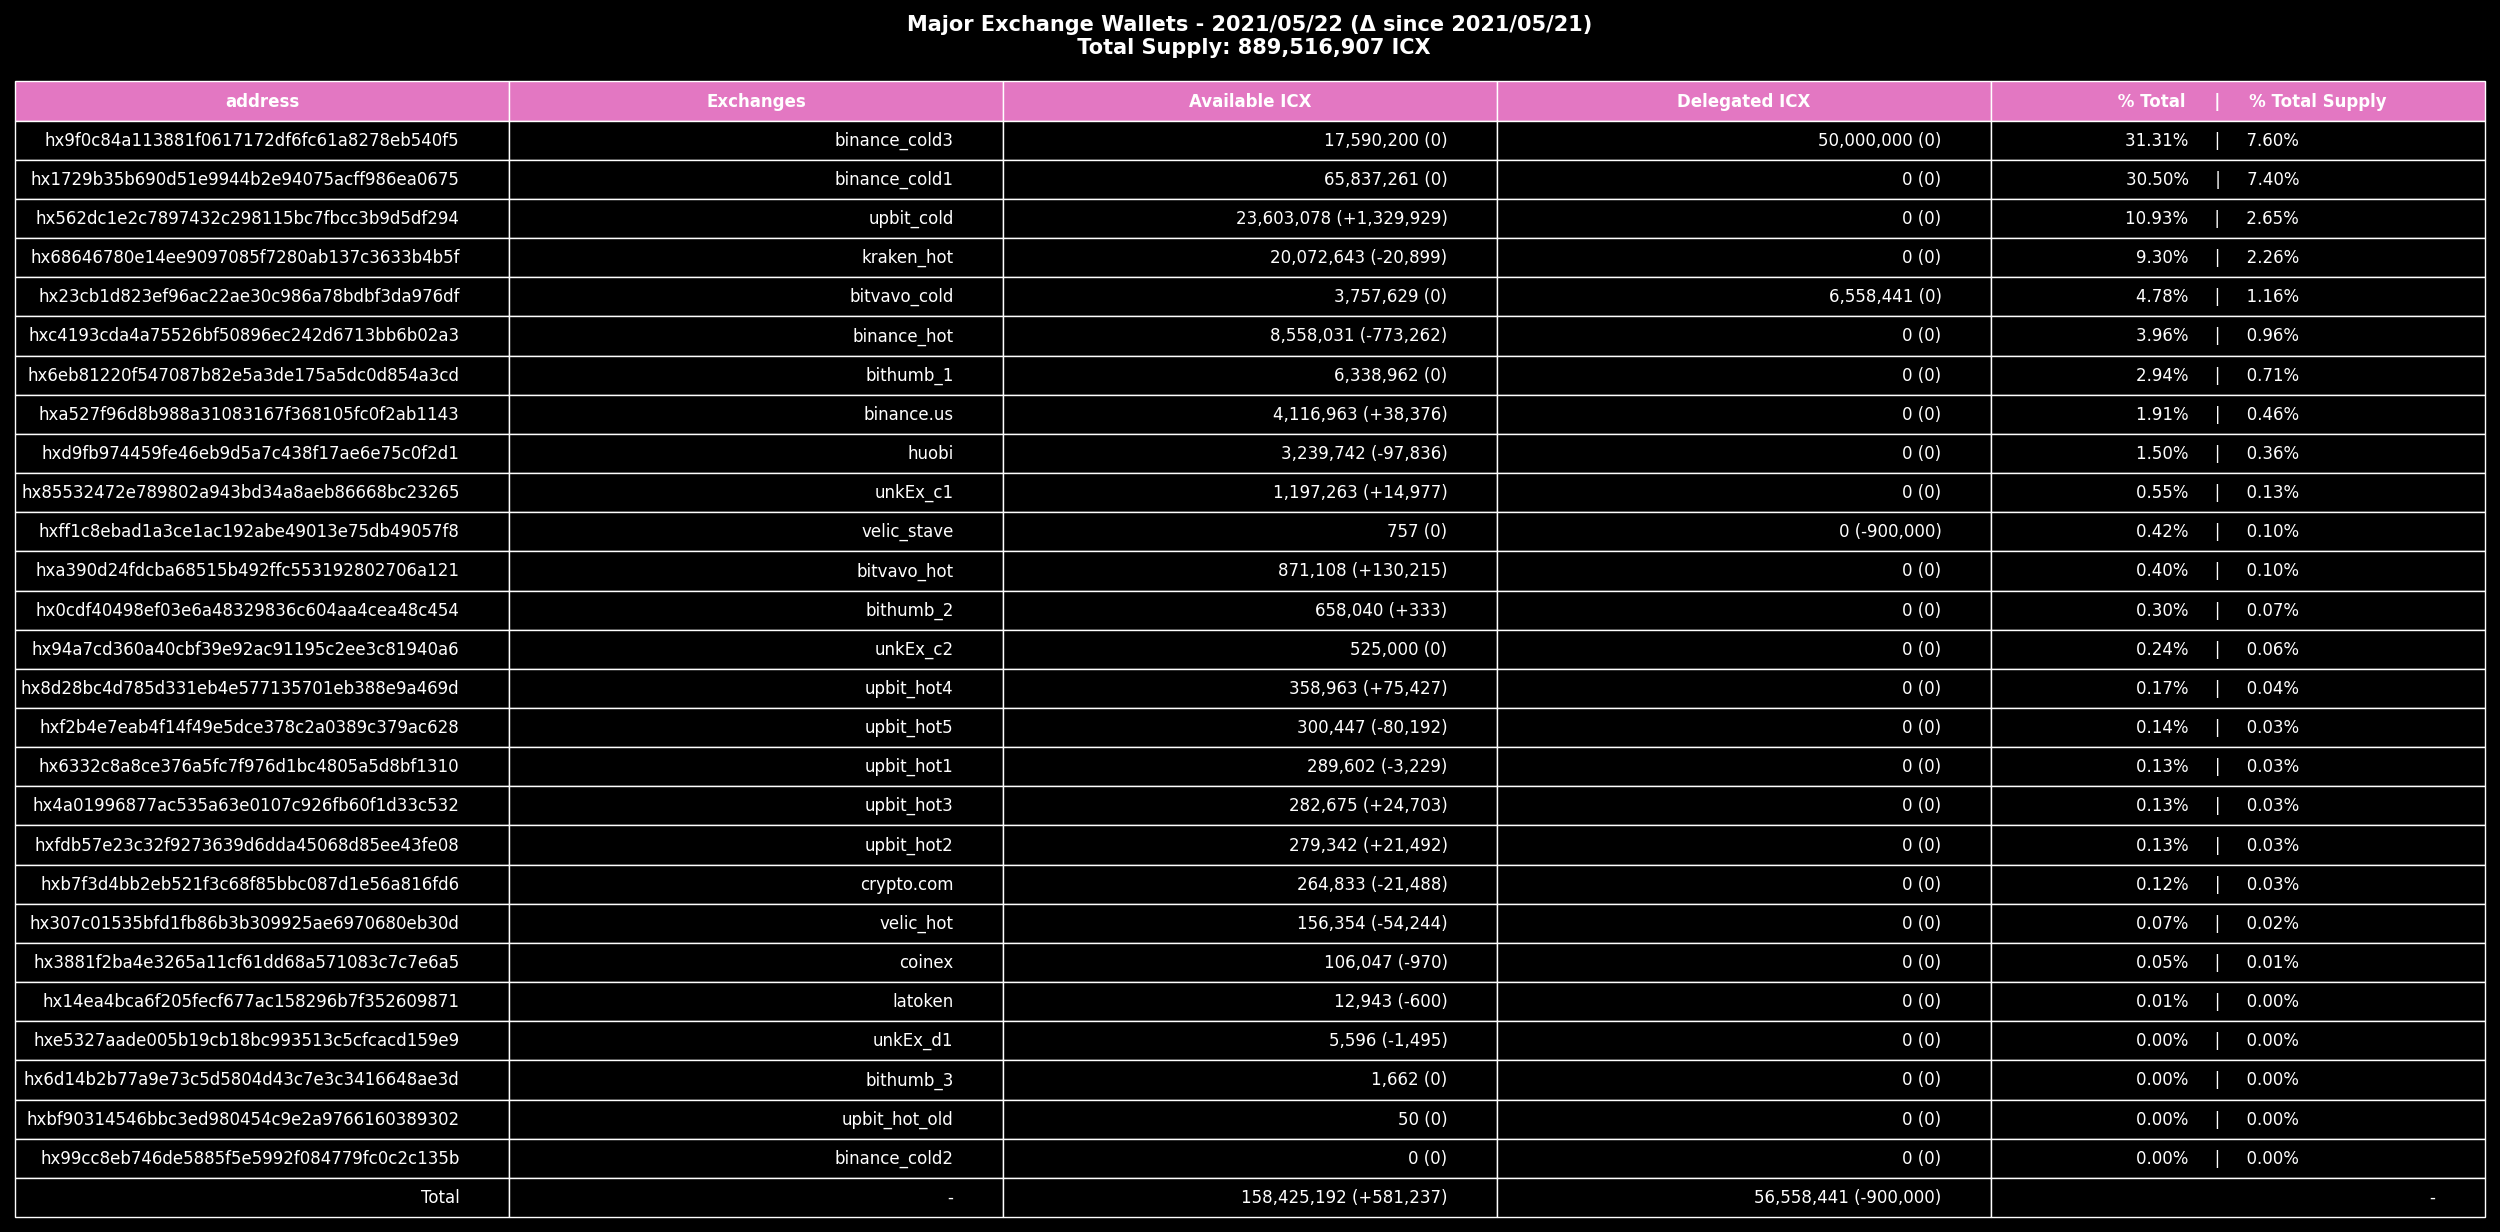 Major Exchange Wallets - 2021/05/22 (Δ since 2021/05/21)
Total Supply: 889,516,907 ICX
address Exchanges Available ICX Delegated ICX % Total | % Total Supply
hx9f0c84a113881f0617172df6fc61a8278eb540f5 binance_cold3 17,590,200 (0) 50,000,000 (0) 31.31% | 7.60%
hx1729b35b690d51e9944b2e94075acff986ea0675 binance_cold1 65,837,261 (0) 0 (0) 30.50% | 7.40%
hx562dc1e2c7897432c298115bc7fbcc3b9d5df294 upbit_cold 23,603,078 (+1,329,929) 0 (0) 10.93% | 2.65%
hx68646780e14ee9097085f7280ab137c3633b4b5f kraken_hot 20,072,643 (-20,899) 0 (0) 9.30% | 2.26%
hx23cb1d823ef96ac22ae30c986a78bdbf3da976df bitvavo_cold 3,757,629 (0) 6,558,441 (0) 4.78% | 1.16%
hxc4193cda4a75526bf50896ec242d6713bb6b02a3 binance_hot 8,558,031 (-773,262) 0 (0) 3.96% | 0.96%
hx6eb81220f547087b82e5a3de175a5dc0d854a3cd bithumb_1 6,338,962 (0) 0 (0) 2.94% | 0.71%
hxa527f96d8b988a31083167f368105fc0f2ab1143 binance.us 4,116,963 (+38,376) 0 (0) 1.91% | 0.46%
hxd9fb974459fe46eb9d5a7c438f17ae6e75c0f2d1 huobi 3,239,742 (-97,836) 0 (0) 1.50% | 0.36%
hx85532472e789802a943bd34a8aeb86668bc23265 unkEx_c1 1,197,263 (+14,977) 0 (0) 0.55% | 0.13%
hxff1c8ebad1a3ce1ac192abe49013e75db49057f8 velic_stave 757 (0) 0 (-900,000) 0.42% | 0.10%
hxa390d24fdcba68515b492ffc553192802706a121 bitvavo_hot 871,108 (+130,215) 0 (0) 0.40% | 0.10%
hx0cdf40498ef03e6a48329836c604aa4cea48c454 bithumb_2 658,040 (+333) 0 (0) 0.30% | 0.07%
hx94a7cd360a40cbf39e92ac91195c2ee3c81940a6 unkEx_c2 525,000 (0) 0 (0) 0.24% | 0.06%
hx8d28bc4d785d331eb4e577135701eb388e9a469d upbit_hot4 358,963 (+75,427) 0 (0) 0.17% | 0.04%
hxf2b4e7eab4f14f49e5dce378c2a0389c379ac628 upbit_hot5 300,447 (-80,192) 0 (0) 0.14% | 0.03%
hx6332c8a8ce376a5fc7f976d1bc4805a5d8bf1310 upbit_hot1 289,602 (-3,229) 0 (0) 0.13% | 0.03%
hx4a01996877ac535a63e0107c926fb60f1d33c532 upbit_hot3 282,675 (+24,703) 0 (0) 0.13% | 0.03%
hxfdb57e23c32f9273639d6dda45068d85ee43fe08 upbit_hot2 279,342 (+21,492) 0 (0) 0.13% | 0.03%
hxb7f3d4bb2eb521f3c68f85bbc087d1e56a816fd6 crypto.com 264,833 (-21,488) 0 (0) 0.12% | 0.03%
hx307c01535bfd1fb86b3b309925ae6970680eb30d velic_hot 156,354 (-54,244) 0 (0) 0.07% | 0.02%
hx3881f2ba4e3265a11cf61dd68a571083c7c7e6a5 coinex 106,047 (-970) 0 (0) 0.05% | 0.01%
hx14ea4bca6f205fecf677ac158296b7f352609871 latoken 12,943 (-600) 0 (0) 0.01% | 0.00%
hxe5327aade005b19cb18bc993513c5cfcacd159e9 unkEx_d1 5,596 (-1,495) 0 (0) 0.00% | 0.00%
hx6d14b2b77a9e73c5d5804d43c7e3c3416648ae3d bithumb_3 1,662 (0) 0 (0) 0.00% | 0.00%
hxbf90314546bbc3ed980454c9e2a9766160389302 upbit_hot_old 50 (0) 0 (0) 0.00% | 0.00%
hx99cc8eb746de5885f5e5992f084779fc0c2c135b binance_cold2 0 (0) 0 (0) 0.00% | 0.00%
Total - 158,425,192 (+581,237) 56,558,441 (-900,000) -